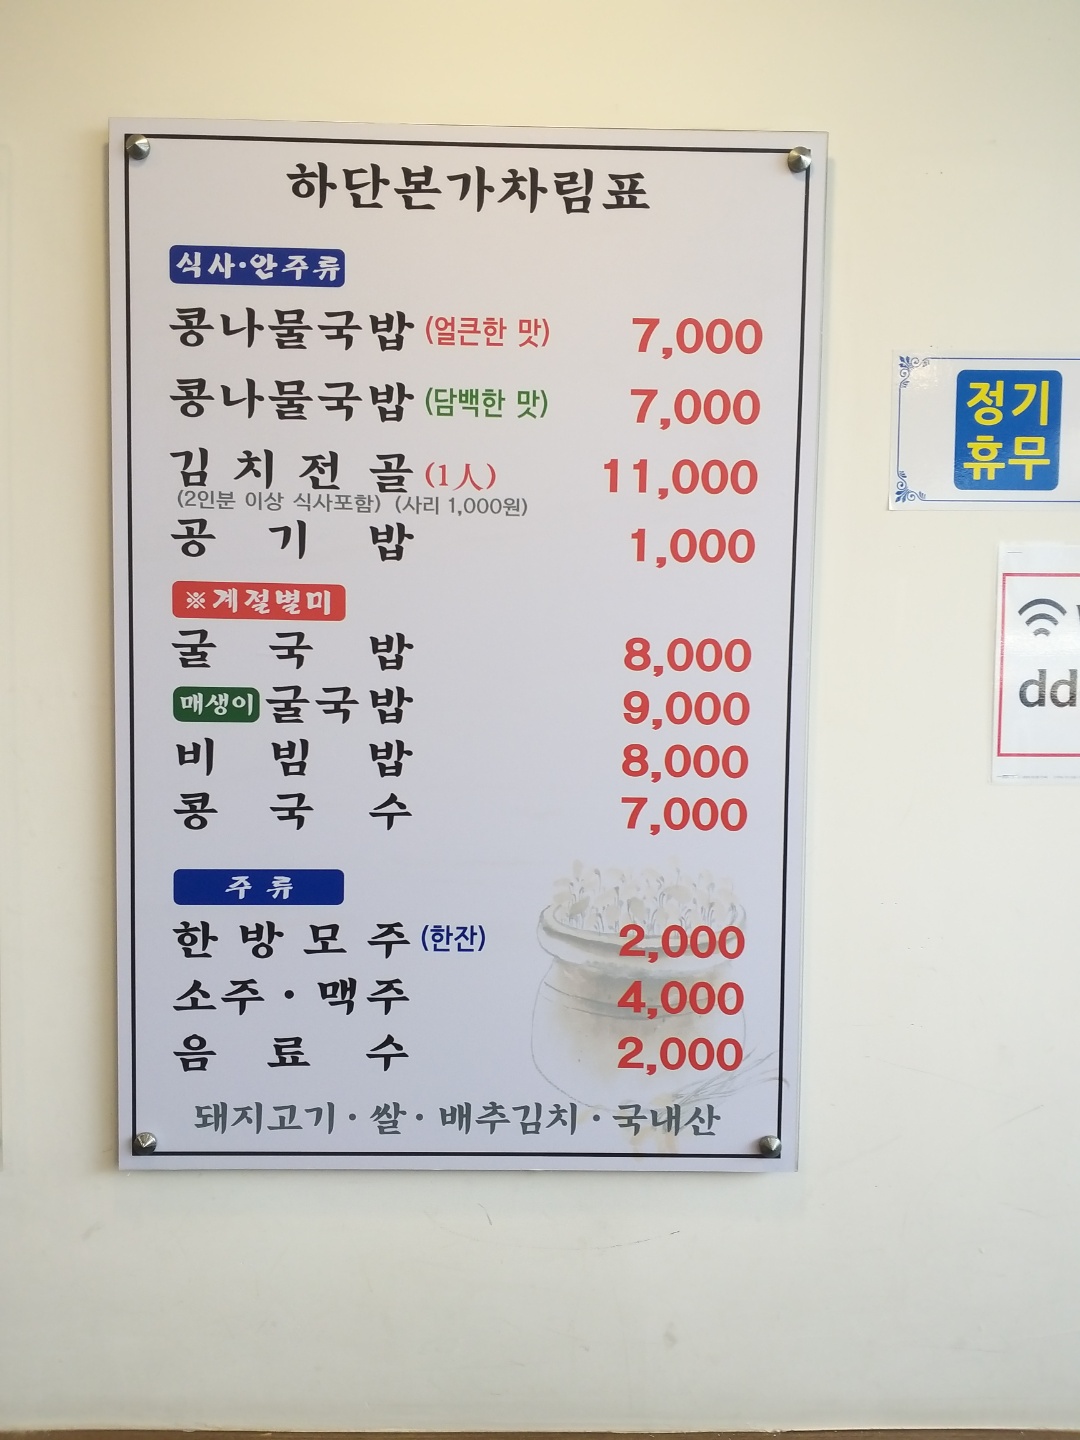 하단본가차림표
식사·안주류
콩나물국밥 (얼큰한 맛) 7,000
콩나물국밥 (담백한 맛) 7,000
김치전골 (1人) 11,000
(2인분 이상 식사포함) (사리 1,000원)
공기밥 1,000
※계절별미
굴국밥 8,000
매생이 굴국밥 9,000
비빔밥 8,000
콩국수 7,000
주류
한방모주 (한잔) 2,000
소주·맥주 4,000
음료수 2,000
돼지고기·쌀·배추김치·국내산
정기
휴무
dd